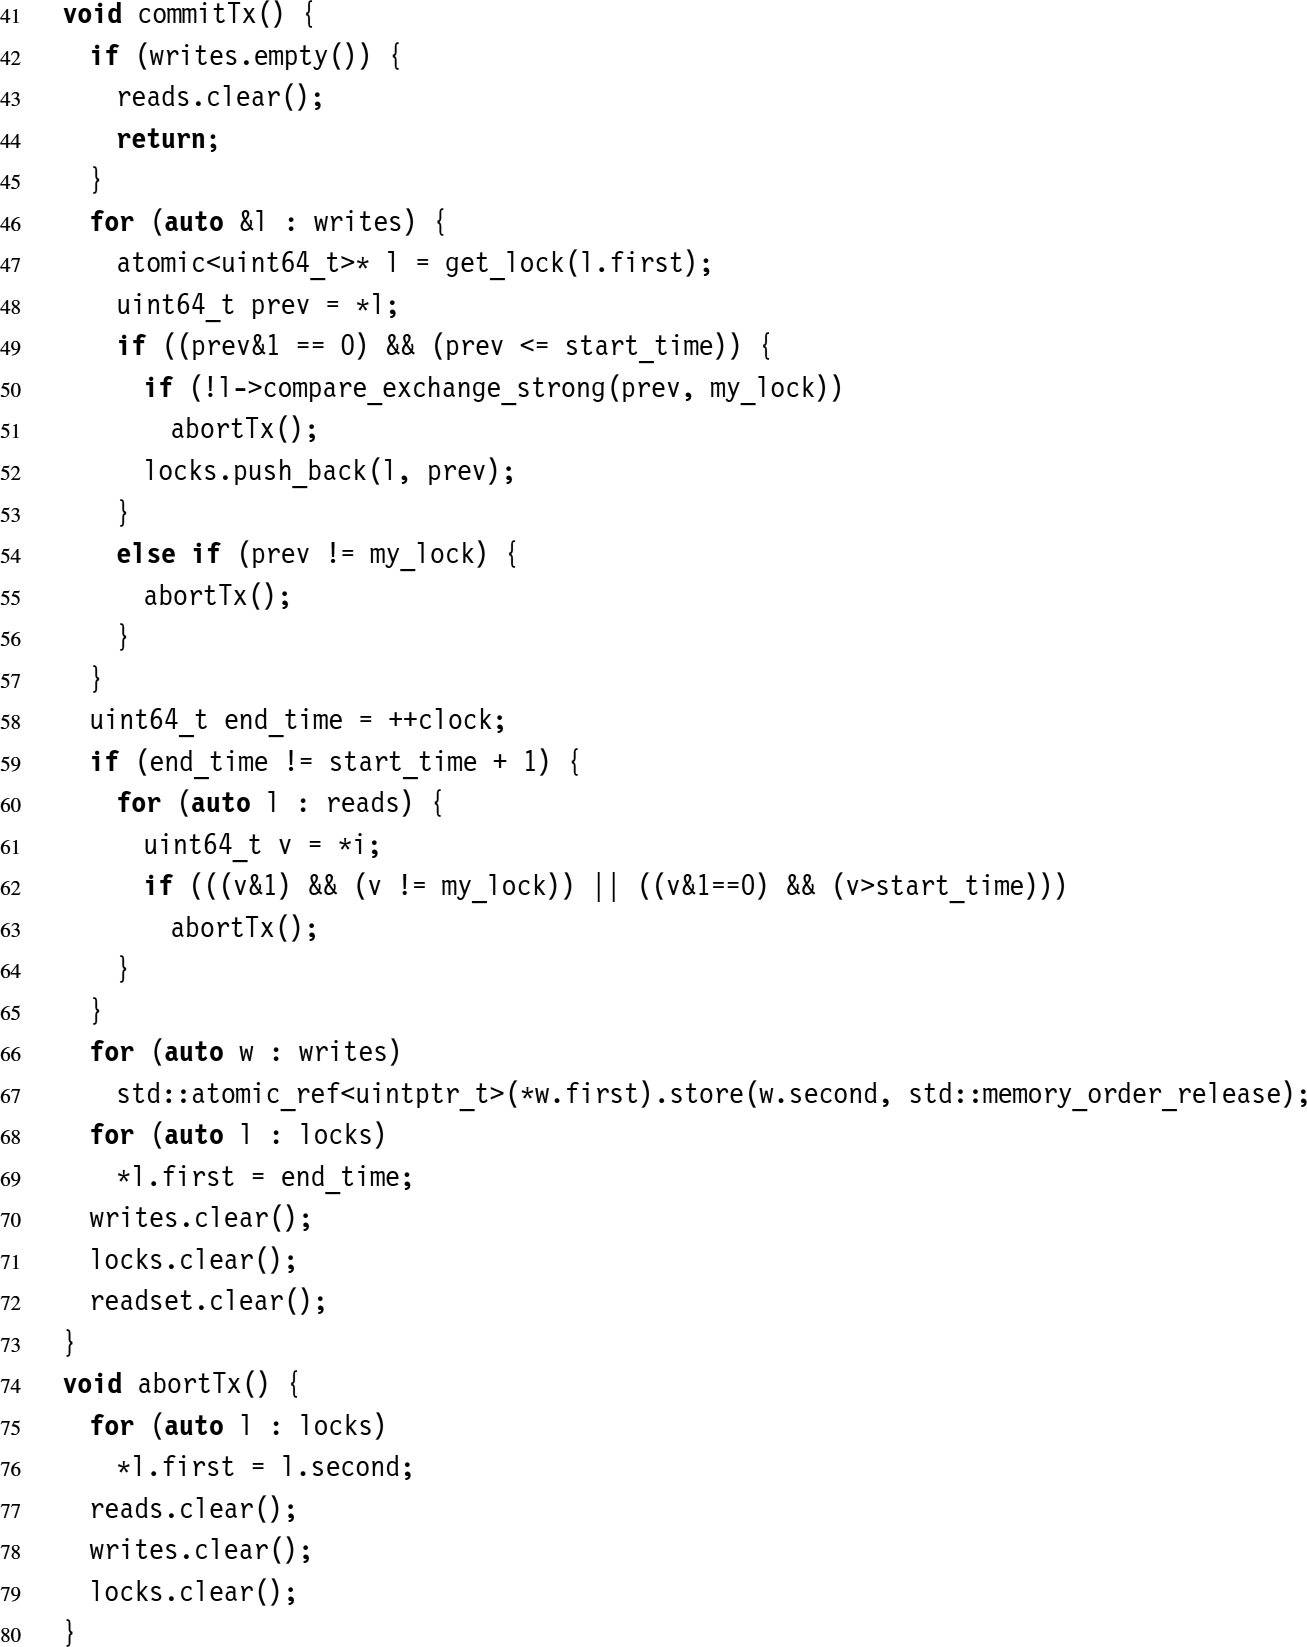 41 void commitTx() {
42 if (writes.empty()) {
43 reads.clear();
44 return;
45 }
46 for (auto &l : writes) {
47 atomic<uint64_t>* l = get_lock(l.first);
48 uint64_t prev = *l;
49 if ((prev&1 == 0) && (prev <= start_time)) {
50 if (!l->compare_exchange_strong(prev, my_lock))
51 abortTx();
52 locks.push_back(l, prev);
53 }
54 else if (prev != my_lock) {
55 abortTx();
56 }
57 }
58 uint64_t end_time = ++clock;
59 if (end_time != start_time + 1) {
60 for (auto l : reads) {
61 uint64_t v = *i;
62 if (((v&1) && (v != my_lock)) || ((v&1==0) && (v>start_time)))
63 abortTx();
64 }
65 }
66 for (auto w : writes)
67 std::atomic_ref<uintptr_t>(*w.first).store(w.second, std::memory_order_release);
68 for (auto l : locks)
69 *l.first = end_time;
70 writes.clear();
71 locks.clear();
72 readset.clear();
73 }
74 void abortTx() {
75 for (auto l : locks)
76 *l.first = l.second;
77 reads.clear();
78 writes.clear();
79 locks.clear();
80 }